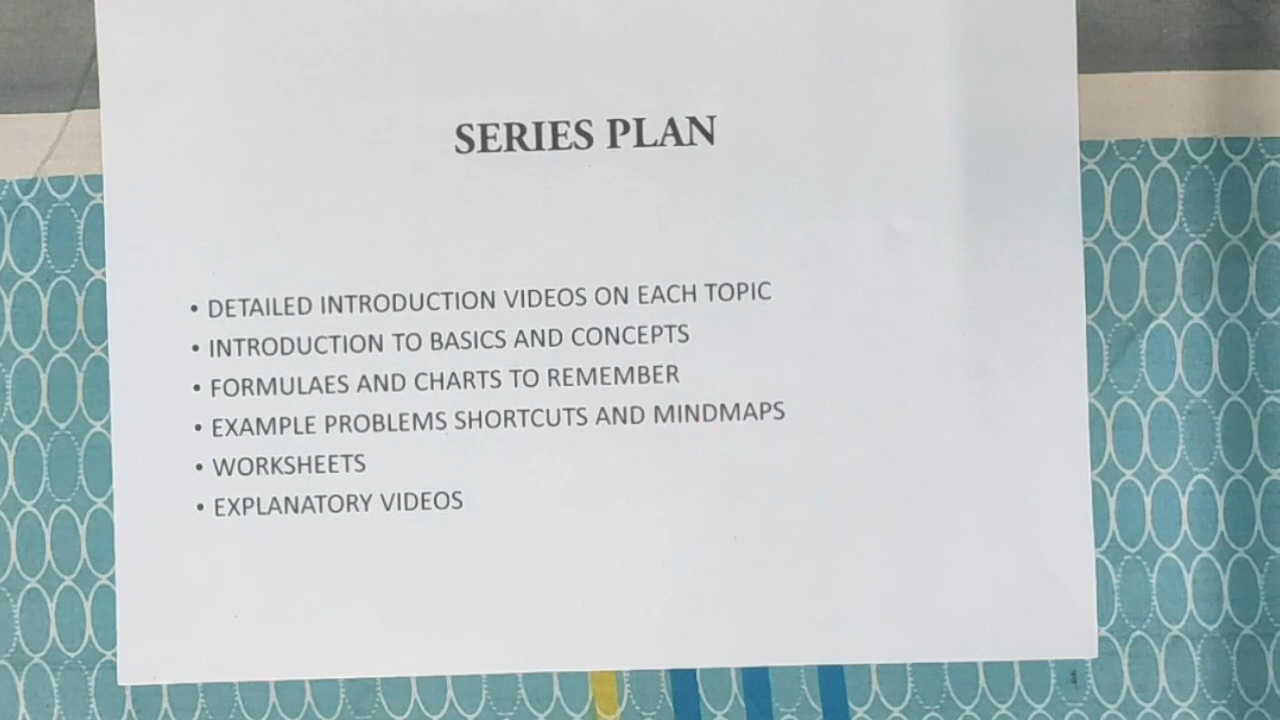 SERIES PLAN
• DETAILED INTRODUCTION VIDEOS ON EACH TOPIC
• INTRODUCTION TO BASICS AND CONCEPTS
• FORMULAES AND CHARTS TO REMEMBER
• EXAMPLE PROBLEMS SHORTCUTS AND MINDMAPS
• WORKSHEETS
• EXPLANATORY VIDEOS